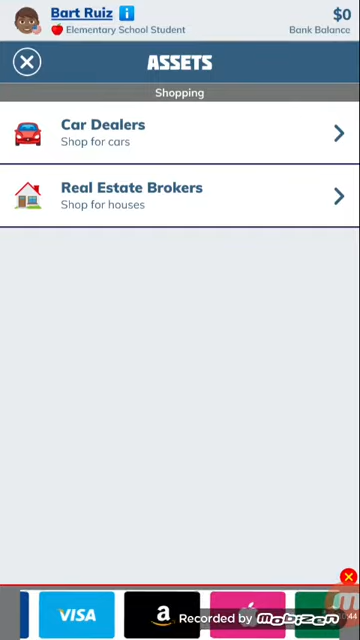 Bart Ruiz i
$0
Elementary School Student
Bank Balance
ASSETS
Shopping
Car Dealers
Shop for cars
Real Estate Brokers
Shop for houses
VISA
a
Recorded by mobizen